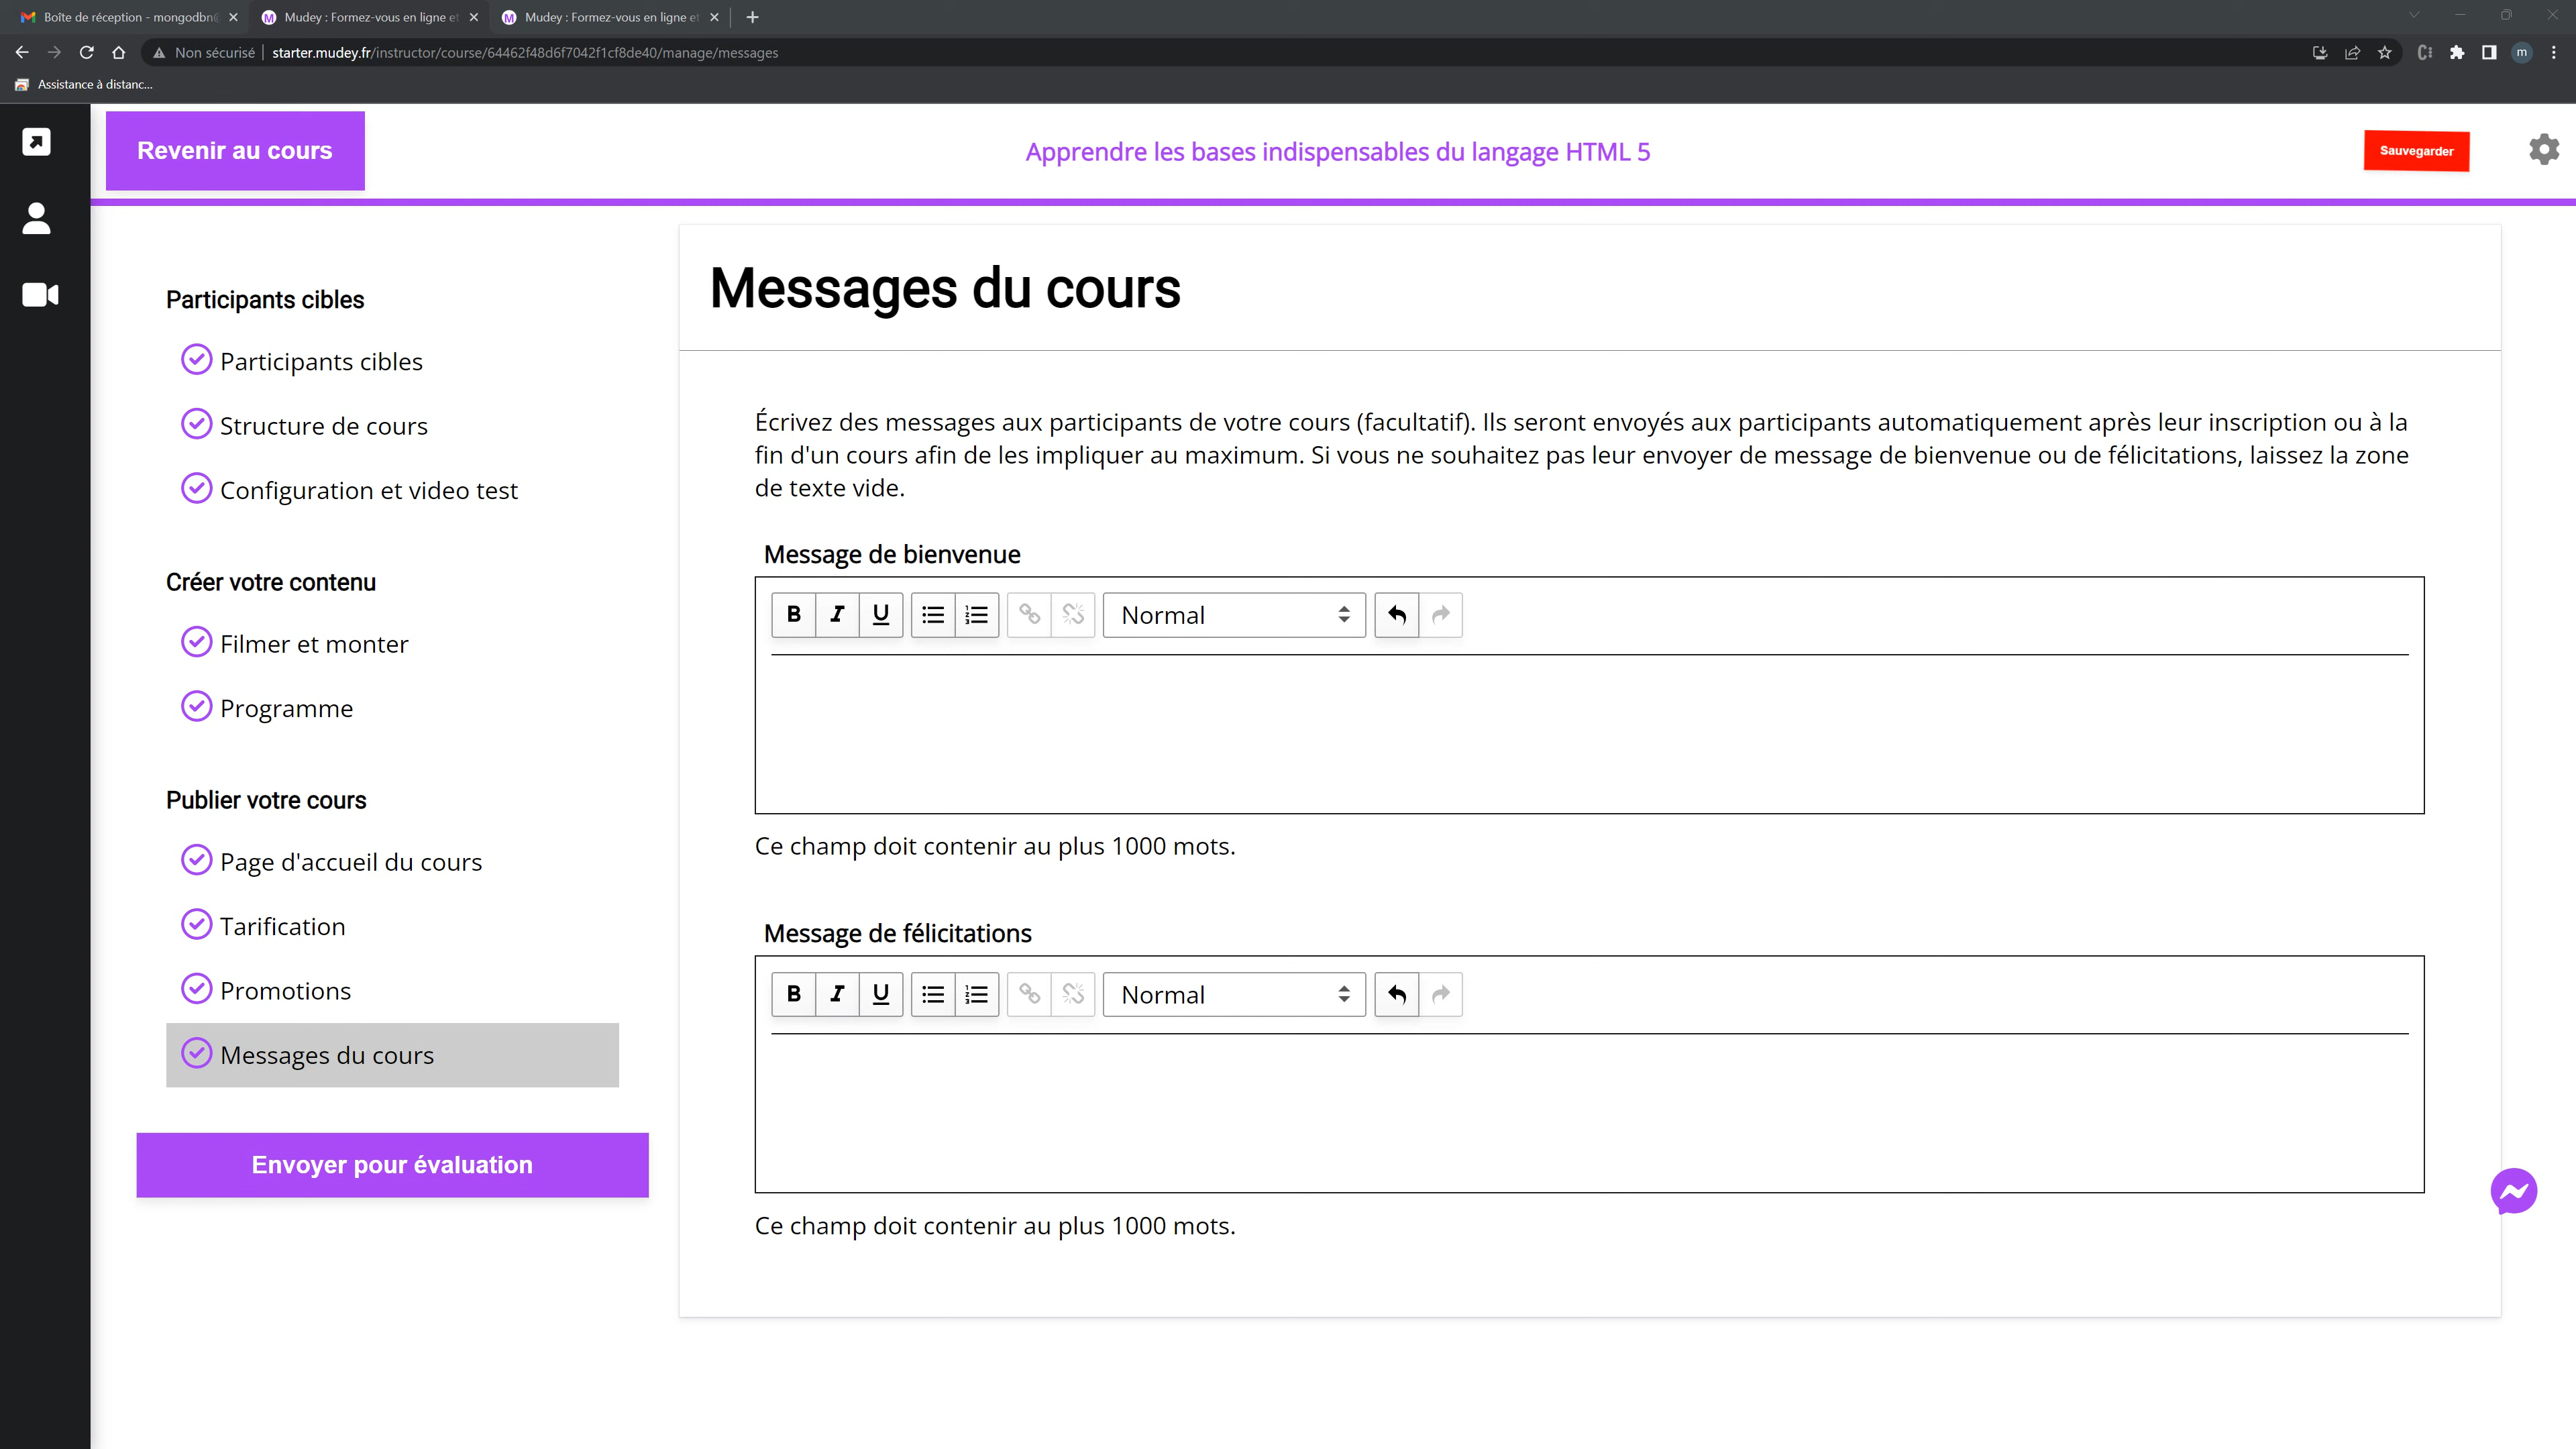 Boîte de réception - mongodbn
Mudey : Formez-vous en ligne et
Mudey : Formez-vous en ligne et
Non sécurisé
starter.mudey.fr/instructor/course/64462f48d6f7042f1cf8de40/manage/messages
m
Assistance à distanc...
Revenir au cours
Apprendre les bases indispensables du langage HTML 5
Sauvegarder
Participants cibles
Participants cibles
Structure de cours
Configuration et video test
Créer votre contenu
Filmer et monter
Programme
Publier votre cours
Page d'accueil du cours
Tarification
Promotions
Messages du cours
Envoyer pour évaluation
Messages du cours
Écrivez des messages aux participants de votre cours (facultatif). Ils seront envoyés aux participants automatiquement après leur inscription ou à la
fin d'un cours afin de les impliquer au maximum. Si vous ne souhaitez pas leur envoyer de message de bienvenue ou de félicitations, laissez la zone
de texte vide.
Message de bienvenue
B I U Normal
Ce champ doit contenir au plus 1000 mots.
Message de félicitations
B I U Normal
Ce champ doit contenir au plus 1000 mots.